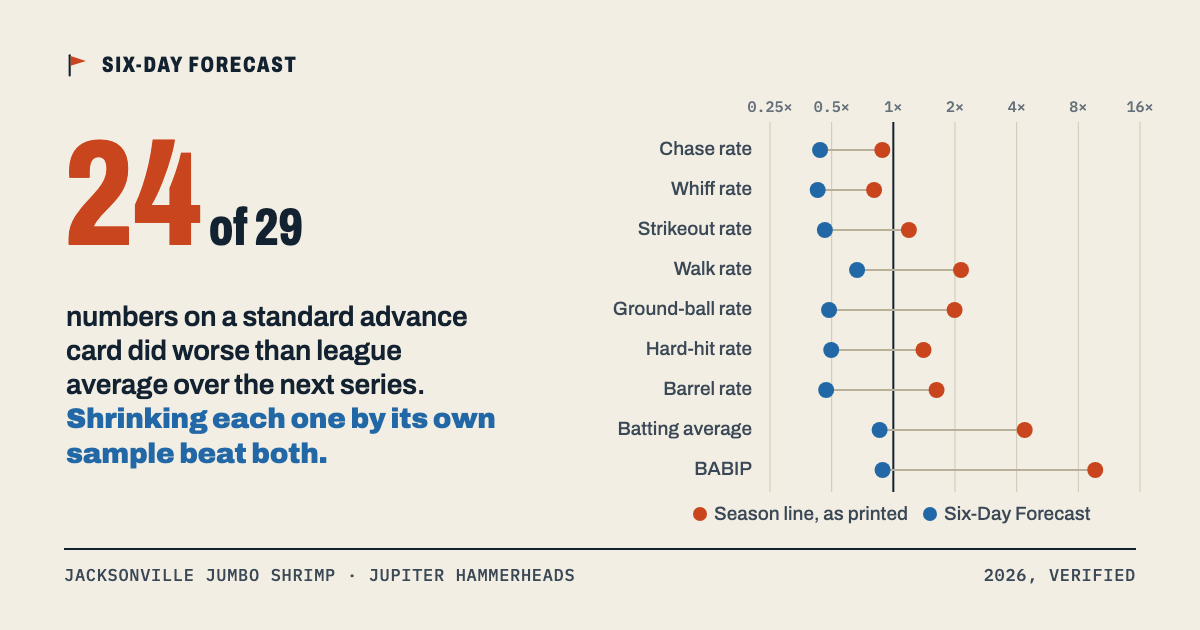 SIX-DAY FORECAST
24 of 29
numbers on a standard advance
card did worse than league
average over the next series.
Shrinking each one by its own
sample beat both.
0.25× 0.5× 1× 2× 4× 8× 16×
Chase rate
Whiff rate
Strikeout rate
Walk rate
Ground-ball rate
Hard-hit rate
Barrel rate
Batting average
BABIP
Season line, as printed Six-Day Forecast
JACKSONVILLE JUMBO SHRIMP · JUPITER HAMMERHEADS
2026, VERIFIED